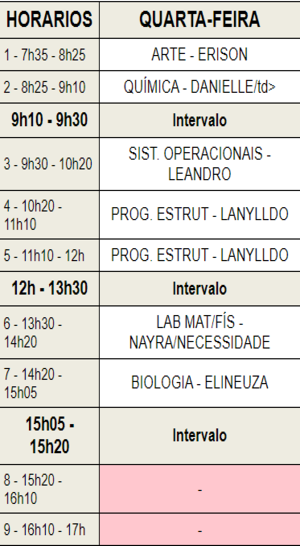 HORARIOS QUARTA-FEIRA
1 - 7h35 - 8h25 ARTE - ERISON
2 - 8h25 - 9h10 QUÍMICA - DANIELLE/td>
9h10 - 9h30 Intervalo
3 - 9h30 - 10h20 SIST. OPERACIONAIS -
LEANDRO
4 - 10h20 -
11h10 PROG. ESTRUT - LANYLLDO
5 - 11h10 - 12h PROG. ESTRUT - LANYLLDO
12h - 13h30 Intervalo
6 - 13h30 -
14h20 LAB MAT/FÍS -
NAYRA/NECESSIDADE
7 - 14h20 -
15h05 BIOLOGIA - ELINEUZA
15h05 -
15h20 Intervalo
8 - 15h20 -
16h10 -
9 - 16h10 - 17h -